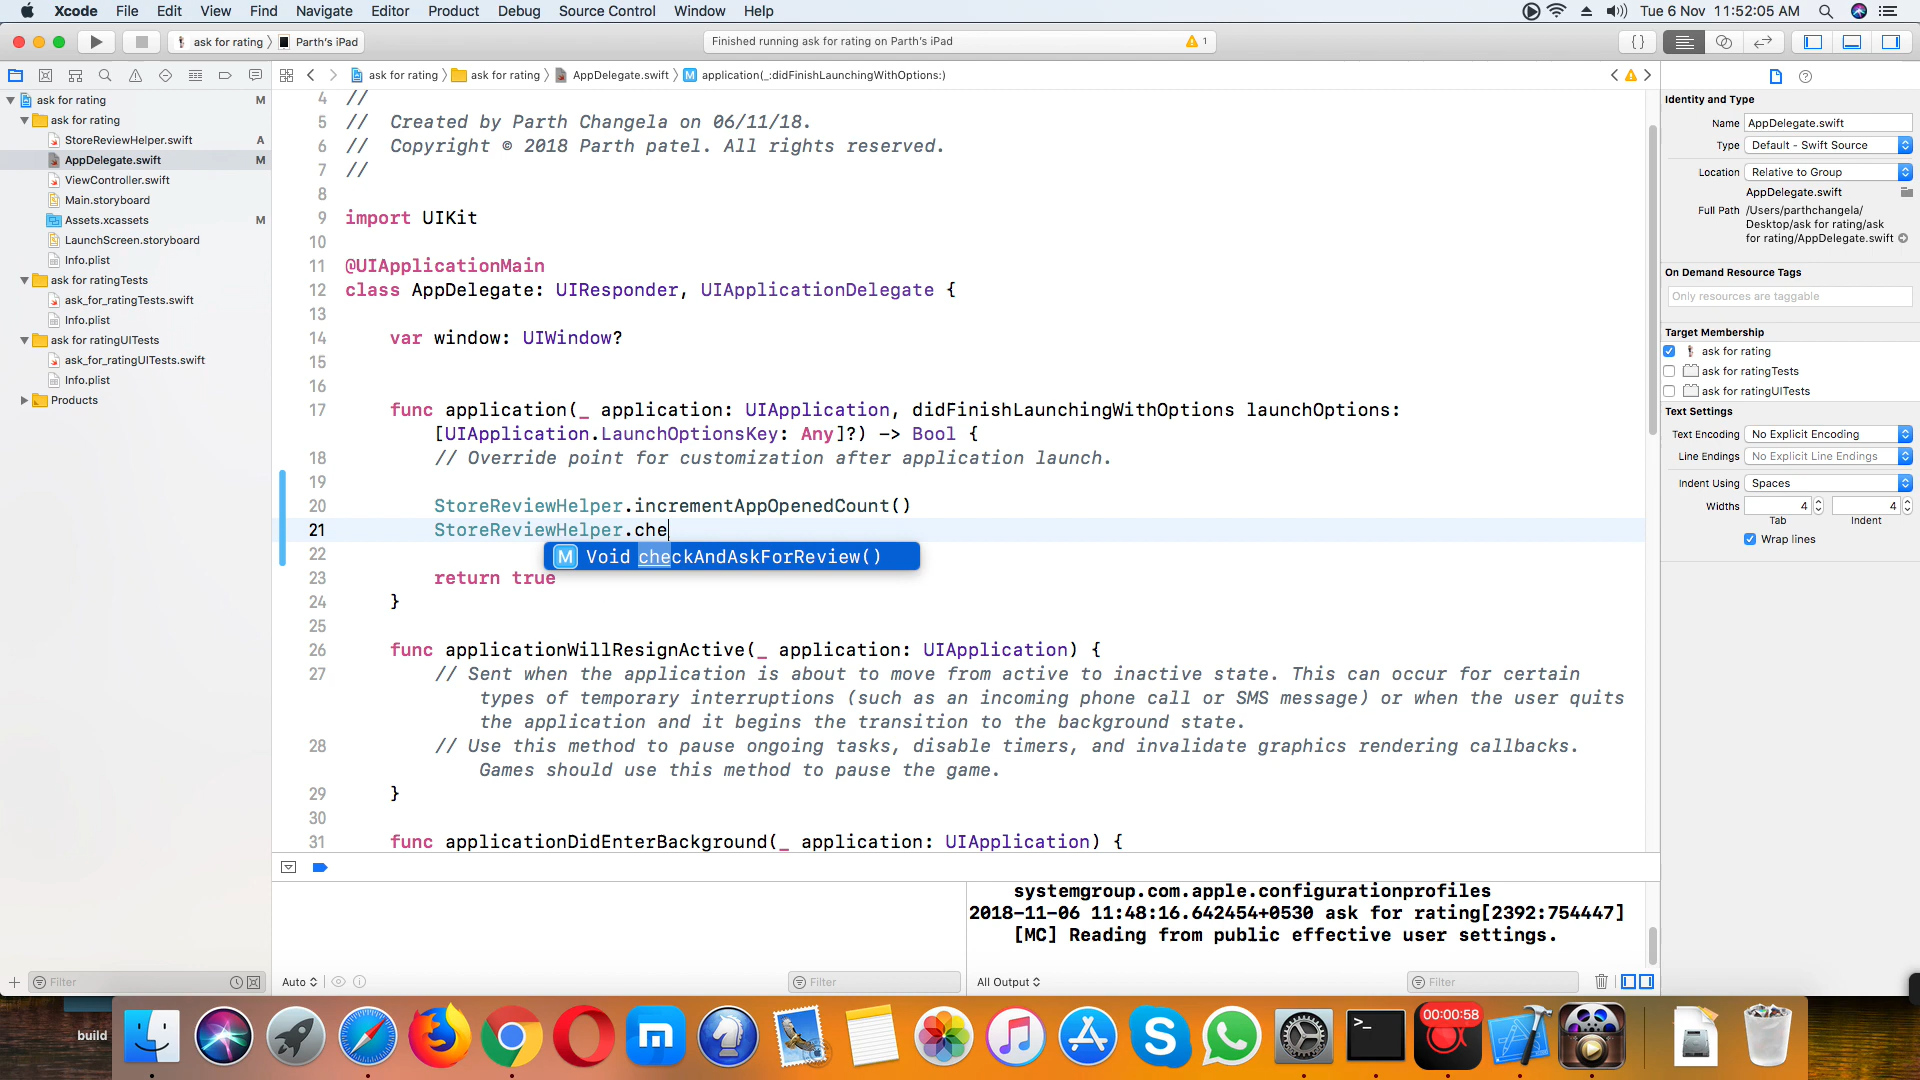 Xcode File Edit View Find Navigate Editor Product Debug Source Control Window Help Tue 6 Nov 11:52:05 AM
ask for rating Parth's iPad Finished running ask for rating on Parth's iPad 1 {}
ask for rating ask for rating AppDelegate.swift M application(_:didFinishLaunchingWithOptions:)
ask for rating M
ask for rating
StoreReviewHelper.swift A
AppDelegate.swift M
ViewController.swift
Main.storyboard
Assets.xcassets M
LaunchScreen.storyboard
Info.plist
ask for ratingTests
ask_for_ratingTests.swift
Info.plist
ask for ratingUITests
ask_for_ratingUITests.swift
Info.plist
Products
Filter
4 //
5 // Created by Parth Changela on 06/11/18.
6 // Copyright © 2018 Parth patel. All rights reserved.
7 //
8
9 import UIKit
10
11 @UIApplicationMain
12 class AppDelegate: UIResponder, UIApplicationDelegate {
13
14 var window: UIWindow?
15
16
17 func application(_ application: UIApplication, didFinishLaunchingWithOptions launchOptions:
[UIApplication.LaunchOptionsKey: Any]?) -> Bool {
18 // Override point for customization after application launch.
19
20 StoreReviewHelper.incrementAppOpenedCount()
21 StoreReviewHelper.che
22 M Void checkAndAskForReview()
23 return true
24 }
25
26 func applicationWillResignActive(_ application: UIApplication) {
27 // Sent when the application is about to move from active to inactive state. This can occur for certain
types of temporary interruptions (such as an incoming phone call or SMS message) or when the user quits
the application and it begins the transition to the background state.
28 // Use this method to pause ongoing tasks, disable timers, and invalidate graphics rendering callbacks.
Games should use this method to pause the game.
29 }
30
31 func applicationDidEnterBackground(_ application: UIApplication) {
systemgroup.com.apple.configurationprofiles
2018-11-06 11:48:16.642454+0530 ask for rating[2392:754447]
[MC] Reading from public effective user settings.
Auto Filter All Output Filter
Identity and Type
Name AppDelegate.swift
Type Default - Swift Source
Location Relative to Group
AppDelegate.swift
Full Path /Users/parthchangela/
Desktop/ask for rating/ask
for rating/AppDelegate.swift
On Demand Resource Tags
Only resources are taggable
Target Membership
ask for rating
ask for ratingTests
ask for ratingUITests
Text Settings
Text Encoding No Explicit Encoding
Line Endings No Explicit Line Endings
Indent Using Spaces
Widths 4 4
Tab Indent
Wrap lines
build
00:00:58